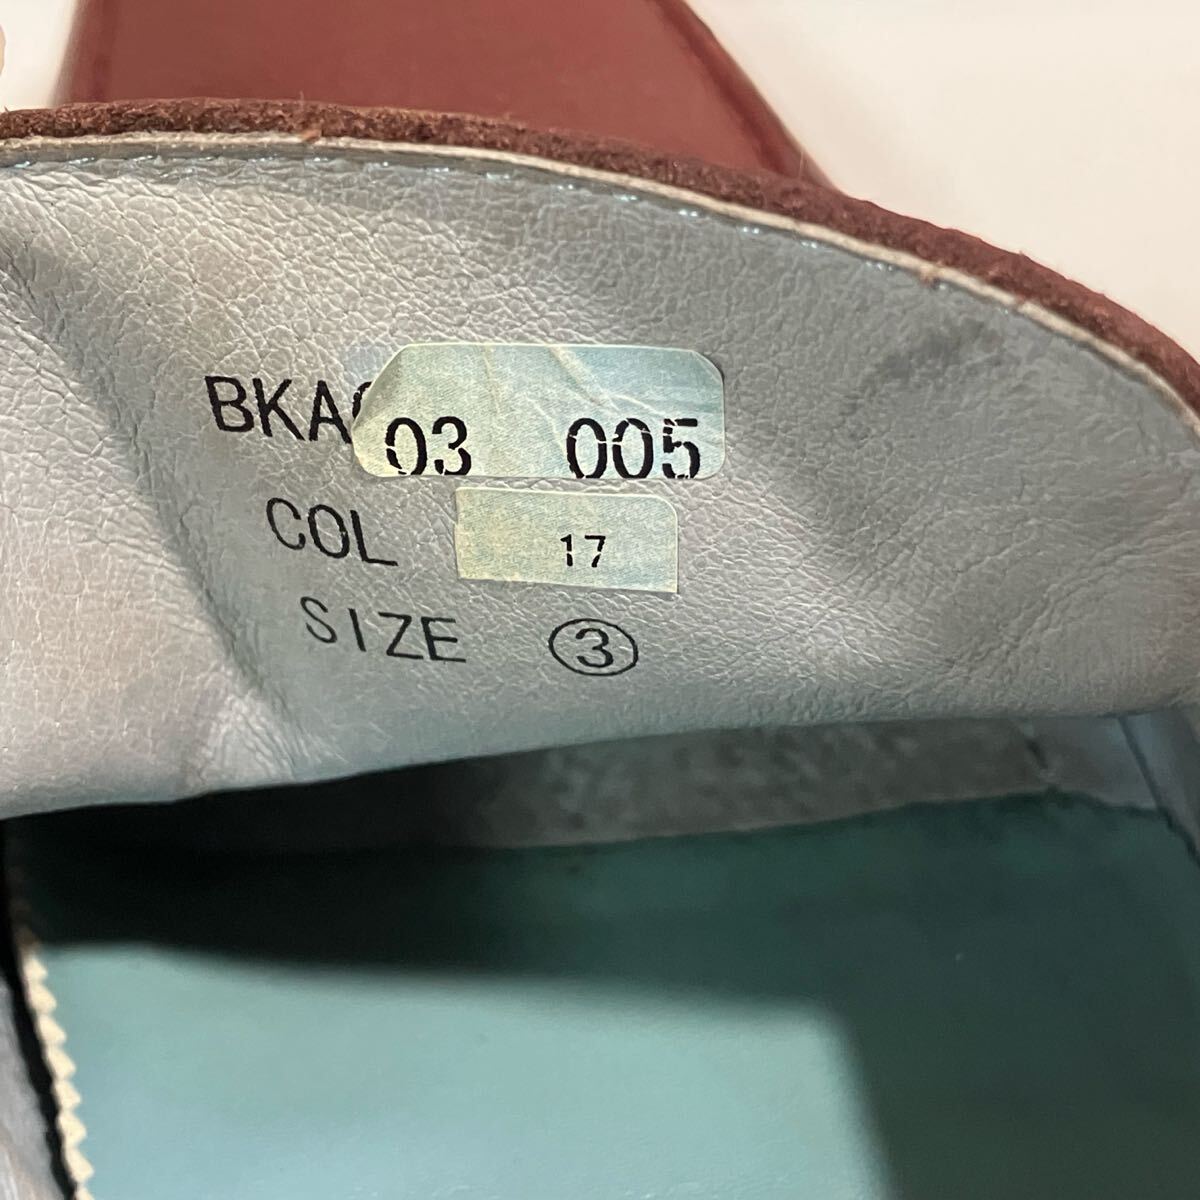 BKA 03 005
COL 17
SIZE ③